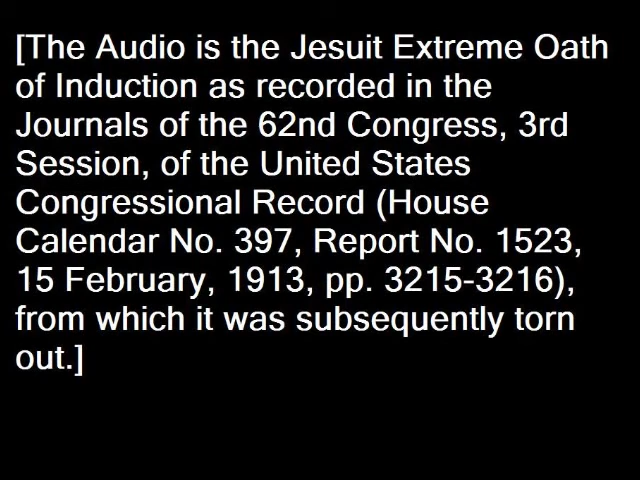 [The Audio is the Jesuit Extreme Oath
of Induction as recorded in the
Journals of the 62nd Congress, 3rd
Session, of the United States
Congressional Record (House
Calendar No. 397, Report No. 1523,
15 February, 1913, pp. 3215-3216),
from which it was subsequently torn
out.]